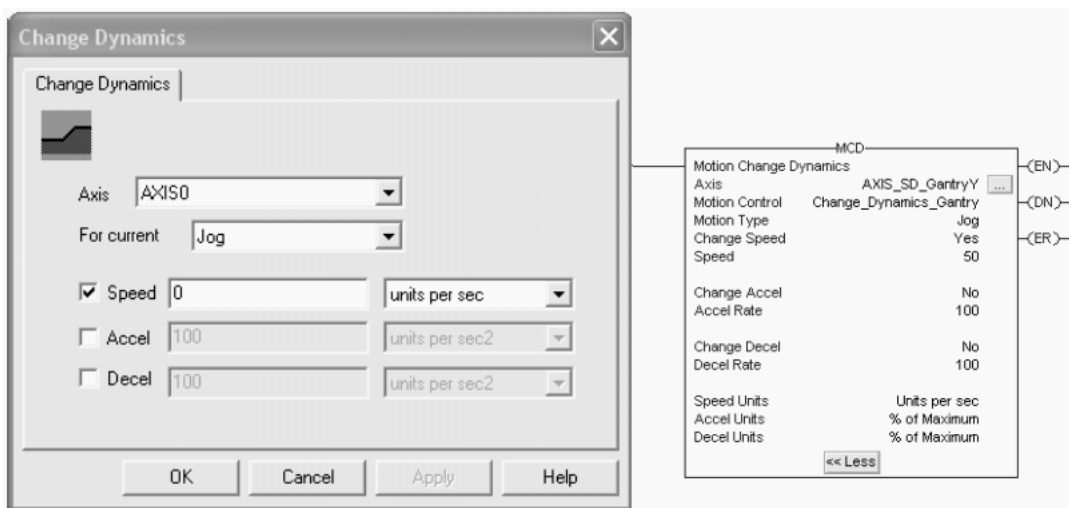 Change Dynamics
Change Dynamics
Axis AXIS0
For current Jog
Speed 0 units per sec
Accel 100 units per sec2
Decel 100 units per sec2
OK Cancel Apply Help
MCD
Motion Change Dynamics (EN)
Axis AXIS_SD_GantryY ...
Motion Control Change_Dynamics_Gantry (DN)
Motion Type Jog
Change Speed Yes (ER)
Speed 50
Change Accel No
Accel Rate 100
Change Decel No
Decel Rate 100
Speed Units Units per sec
Accel Units % of Maximum
Decel Units % of Maximum
<< Less